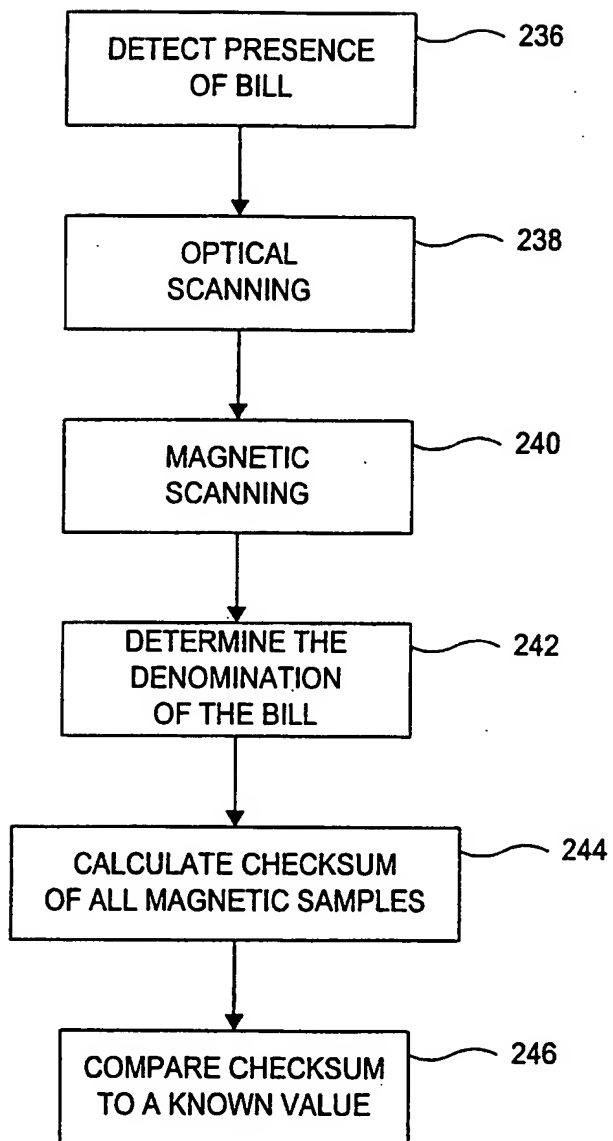 DETECT PRESENCE
OF BILL
236
OPTICAL
SCANNING
238
MAGNETIC
SCANNING
240
DETERMINE THE
DENOMINATION
OF THE BILL
242
CALCULATE CHECKSUM
OF ALL MAGNETIC SAMPLES
244
COMPARE CHECKSUM
TO A KNOWN VALUE
246